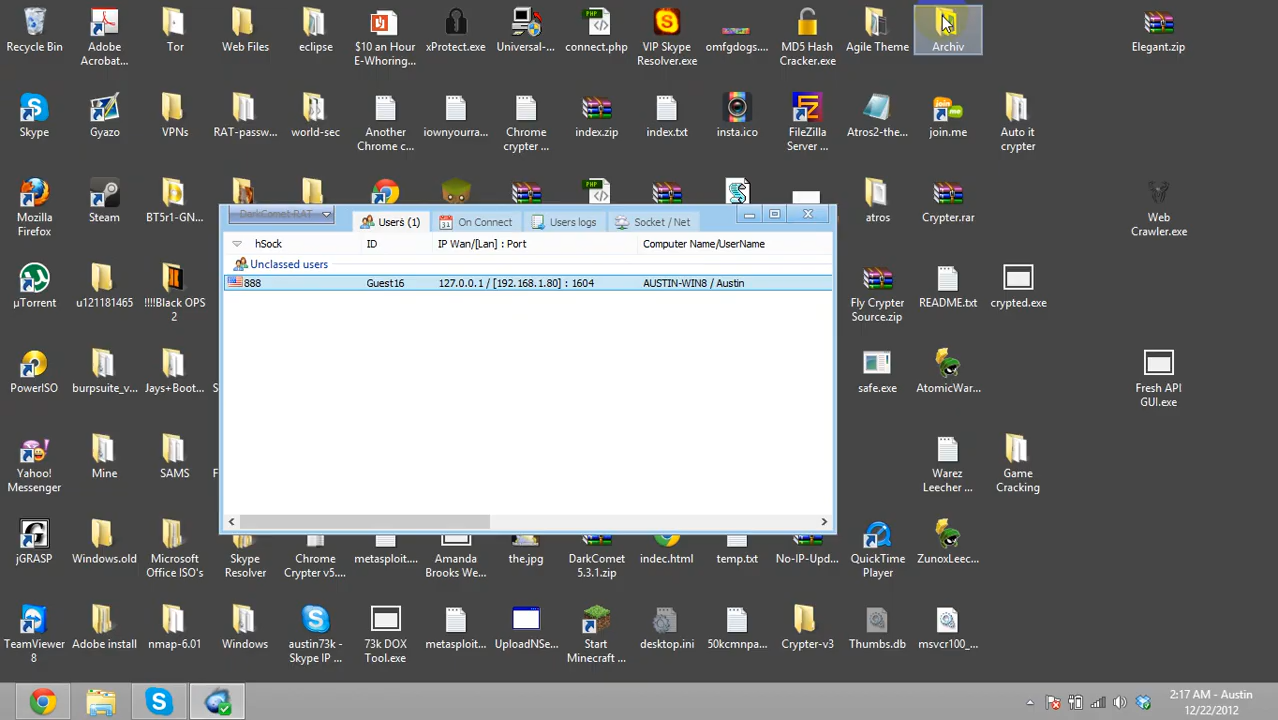 Recycle Bin
Adobe Acrobat...
Tor
Web Files
eclipse
$10 an Hour E-Whoring...
xProtect.exe
Universal-...
connect.php
VIP Skype Resolver.exe
omfgdogs....
MD5 Hash Cracker.exe
Agile Theme
Archiv
Elegant.zip
Skype
Gyazo
VPNs
RAT-passw...
world-sec
Another Chrome c...
iownyourra...
Chrome crypter ...
index.zip
index.txt
insta.ico
FileZilla Server ...
Atros2-the...
join.me
Auto it crypter
Mozilla Firefox
Steam
BT5r1-GN...
atros
Crypter.rar
Web Crawler.exe
DarkComet-RAT
Users (1)
On Connect
Users logs
Socket / Net
hSock
ID
IP Wan/[Lan] : Port
Computer Name/UserName
Unclassed users
888
Guest16
127.0.0.1 / [192.168.1.80] : 1604
AUSTIN-WIN8 / Austin
µTorrent
u121181465
!!!!Black OPS 2
Fly Crypter Source.zip
README.txt
crypted.exe
PowerISO
burpsuite_v...
Jays+Boot...
safe.exe
AtomicWar...
Fresh API GUI.exe
Yahoo! Messenger
Mine
SAMS
Warez Leecher ...
Game Cracking
jGRASP
Windows.old
Microsoft Office ISO's
Skype Resolver
Chrome Crypter v5....
metasploit...
Amanda Brooks We...
the.jpg
DarkComet 5.3.1.zip
indec.html
temp.txt
No-IP-Upd...
QuickTime Player
ZunoxLeec...
TeamViewer 8
Adobe install
nmap-6.01
Windows
austin73k - Skype IP ...
73k DOX Tool.exe
metasploit...
UploadNSe...
Start Minecraft ...
desktop.ini
50kcmnpa...
Crypter-v3
Thumbs.db
msvcr100_...
2:17 AM - Austin
12/22/2012